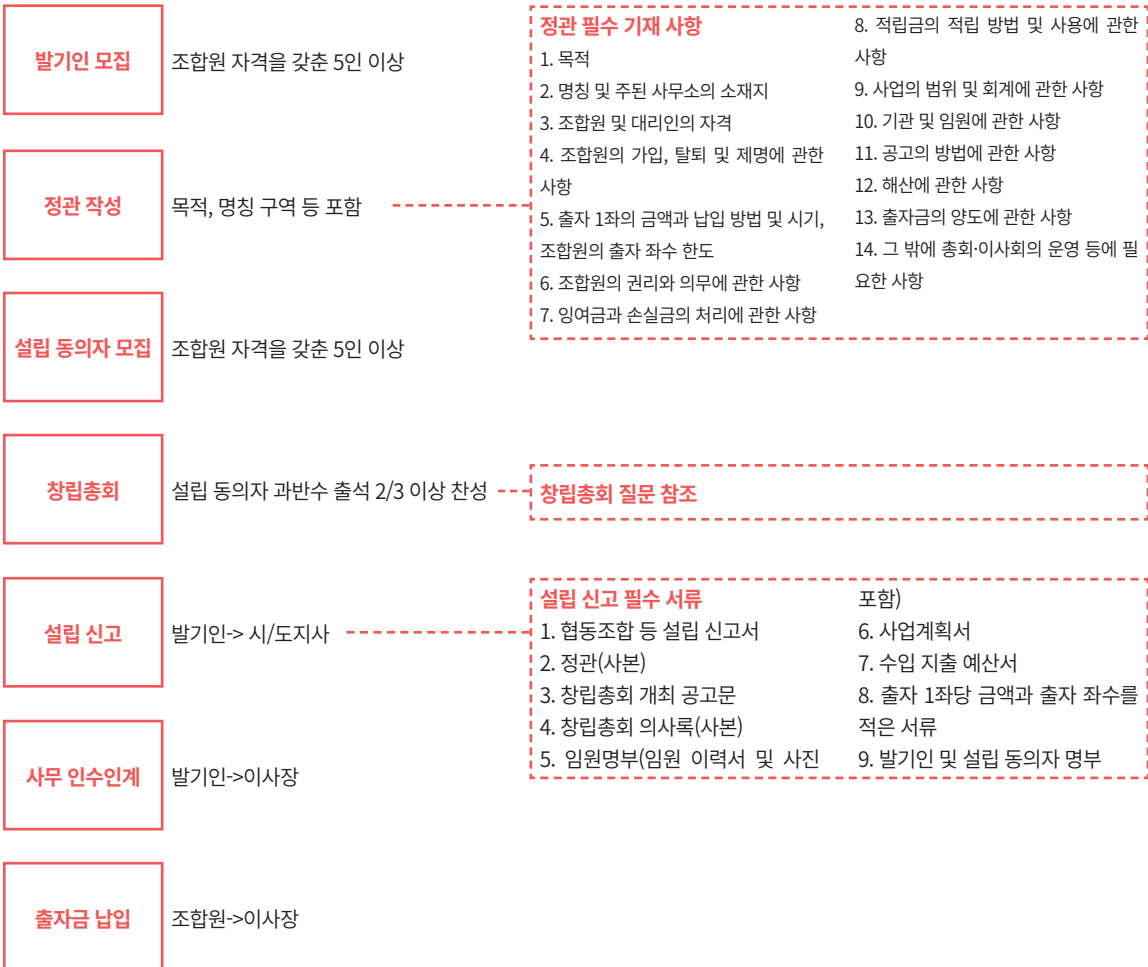 발기인 모집
조합원 자격을 갖춘 5인 이상
정관 작성
목적, 명칭 구역 등 포함
정관 필수 기재 사항
1. 목적
2. 명칭 및 주된 사무소의 소재지
3. 조합원 및 대리인의 자격
4. 조합원의 가입, 탈퇴 및 제명에 관한
사항
5. 출자 1좌의 금액과 납입 방법 및 시기,
조합원의 출자 좌수 한도
6. 조합원의 권리와 의무에 관한 사항
7. 잉여금과 손실금의 처리에 관한 사항
8. 적립금의 적립 방법 및 사용에 관한
사항
9. 사업의 범위 및 회계에 관한 사항
10. 기관 및 임원에 관한 사항
11. 공고의 방법에 관한 사항
12. 해산에 관한 사항
13. 출자금의 양도에 관한 사항
14. 그 밖에 총회·이사회의 운영 등에 필
요한 사항
설립 동의자 모집
조합원 자격을 갖춘 5인 이상
창립총회
설립 동의자 과반수 출석 2/3 이상 찬성
창립총회 질문 참조
설립 신고
발기인-> 시/도지사
설립 신고 필수 서류
1. 협동조합 등 설립 신고서
2. 정관(사본)
3. 창립총회 개최 공고문
4. 창립총회 의사록(사본)
5. 임원명부(임원 이력서 및 사진
포함)
6. 사업계획서
7. 수입 지출 예산서
8. 출자 1좌당 금액과 출자 좌수를
적은 서류
9. 발기인 및 설립 동의자 명부
사무 인수인계
발기인->이사장
출자금 납입
조합원->이사장